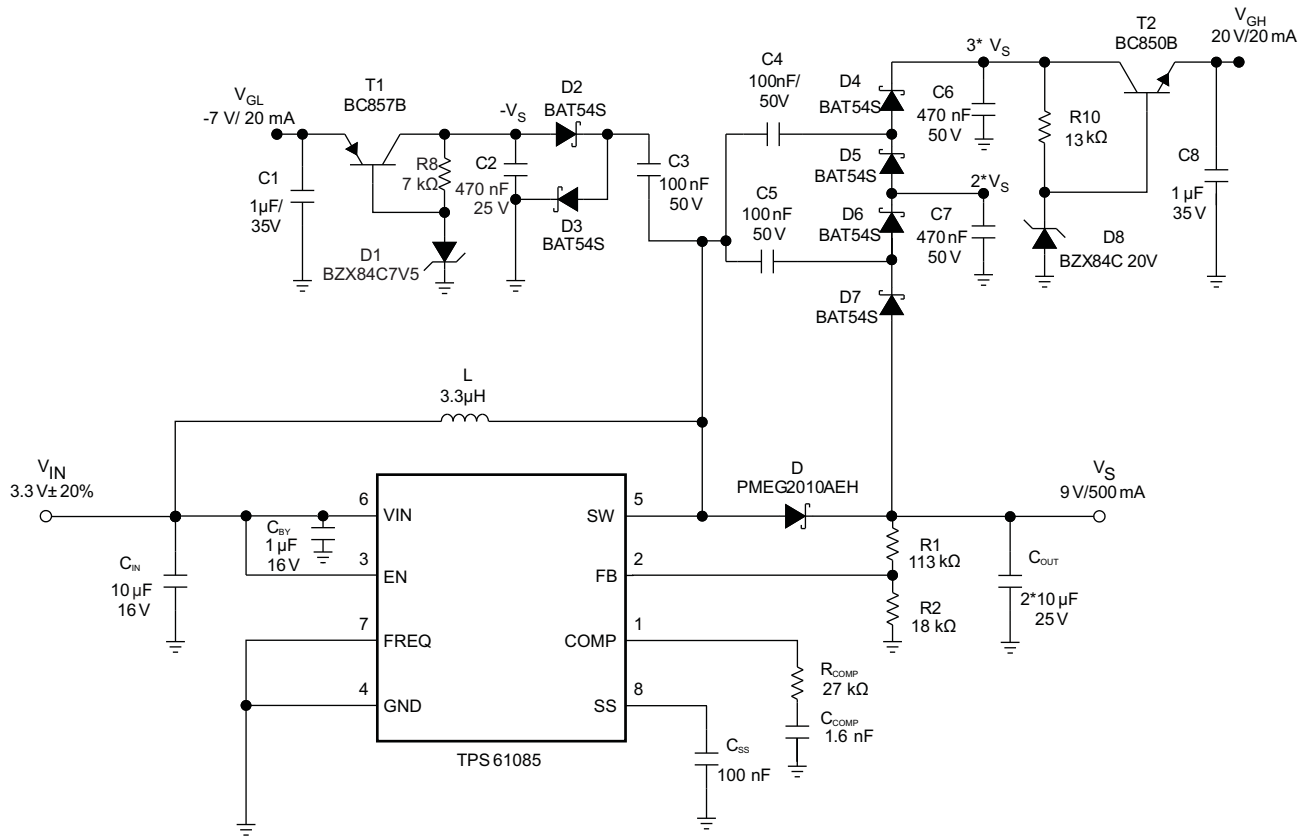 T2
BC850B
V_GH
20 V/20 mA
3* V_S
C4
100nF/
50V
D4
BAT54S
C6
470 nF
50 V
R10
13 kΩ
C8
1 µF
35 V
T1
BC857B
V_GL
-7 V/ 20 mA
-V_S
D2
BAT54S
C1
1µF/
35V
R8
7 kΩ
C2
470 nF
25 V
C3
100 nF
50 V
D3
BAT54S
D1
BZX84C7V5
D5
BAT54S
2*V_S
C5
100 nF
50 V
D6
BAT54S
C7
470 nF
50 V
D8
BZX84C 20V
D7
BAT54S
L
3.3µH
V_IN
3.3 V± 20%
D
PMEG2010AEH
V_S
9 V/500 mA
C_IN
10 µF
16 V
C_BY
1 µF
16 V
6
VIN
3
EN
7
FREQ
4
GND
SW
5
FB
2
COMP
1
SS
8
TPS 61085
R1
113 kΩ
R2
18 kΩ
C_OUT
2*10 µF
25 V
R_COMP
27 kΩ
C_COMP
1.6 nF
C_SS
100 nF